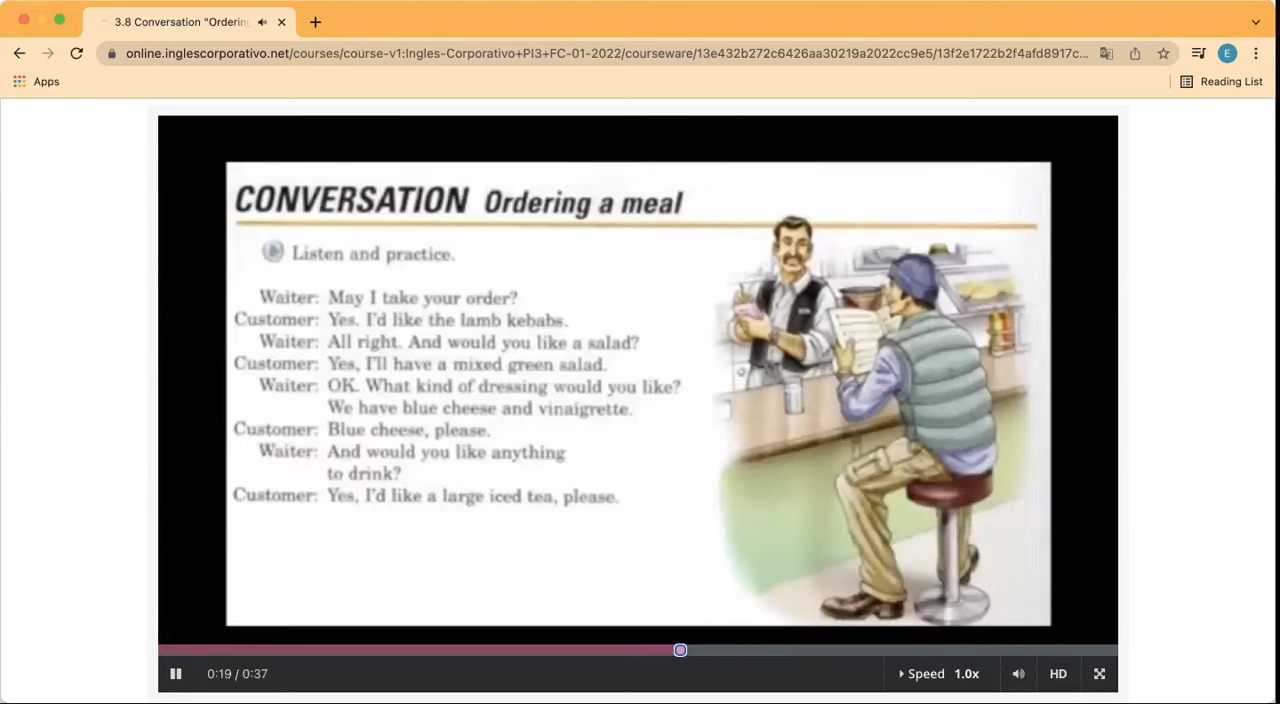 3.8 Conversation "Ordering
online.inglescorporativo.net/courses/course-v1:Ingles-Corporativo+PI3+FC-01-2022/courseware/13e432b272c6426aa30219a2022cc9e5/13f2e1722b2f4afd8917c...
E
Apps
Reading List
CONVERSATION Ordering a meal
Listen and practice.
Waiter: May I take your order?
Customer: Yes. I'd like the lamb kebabs.
Waiter: All right. And would you like a salad?
Customer: Yes, I'll have a mixed green salad.
Waiter: OK. What kind of dressing would you like?
We have blue cheese and vinaigrette.
Customer: Blue cheese, please.
Waiter: And would you like anything
to drink?
Customer: Yes, I'd like a large iced tea, please.
0:19 / 0:37
Speed 1.0x
HD